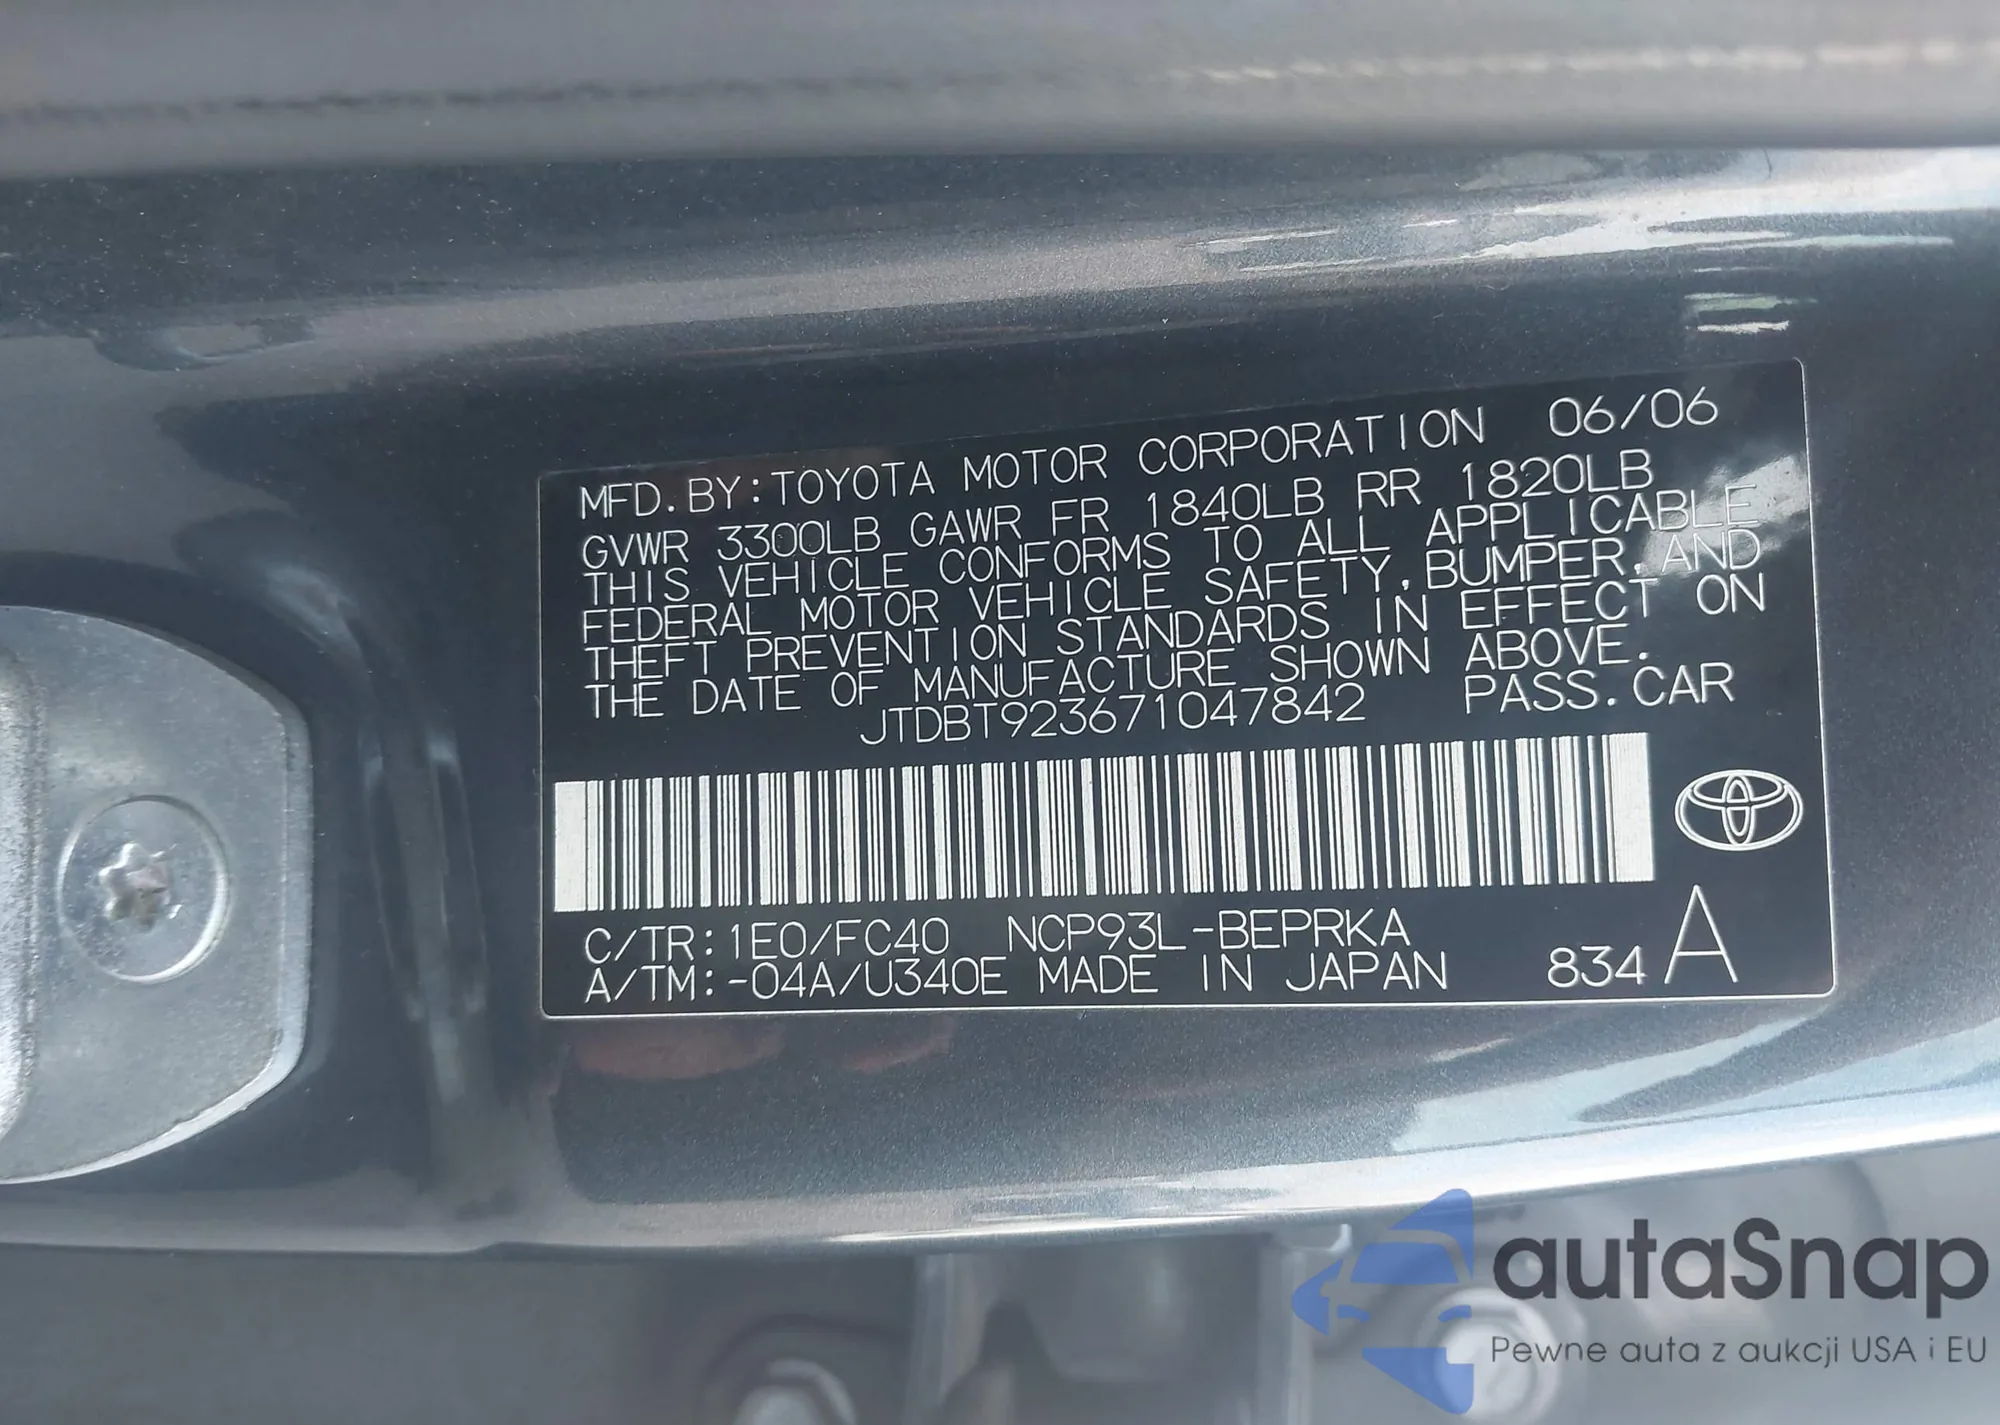 MFD. BY: TOYOTA MOTOR CORPORATION 06/06
GVWR 3300LB GAWR FR 1840LB RR 1820LB
THIS VEHICLE CONFORMS TO ALL APPLICABLE
FEDERAL MOTOR VEHICLE SAFETY, BUMPER, AND
THEFT PREVENTION STANDARDS IN EFFECT ON
THE DATE OF MANUFACTURE SHOWN ABOVE.
JTDBT923671047842 PASS. CAR
C/TR: 1E0/FC40 NCP93L-BEPRKA
A/TM: -04A/U340E MADE IN JAPAN 834 A
autaSnap
Pewne auta z aukcji USA i EU